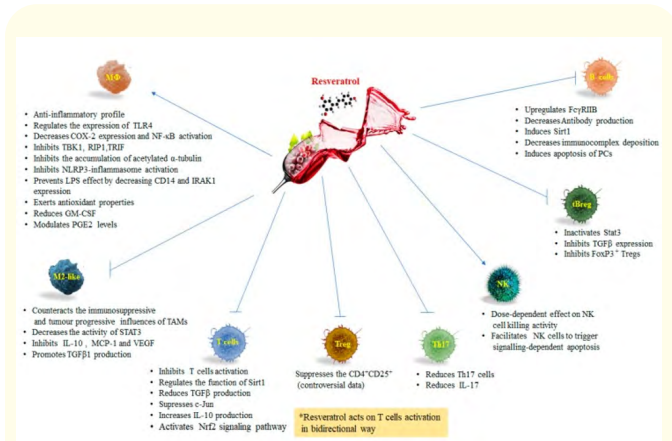 Resveratrol
MΦ
• Anti-inflammatory profile
• Regulates the expression of TLR4
• Decreases COX-2 expression and NF-κB activation
• Inhibits TBK1, RIP1,TRIF
• Inhibits the accumulation of acetylated α-tubulin
• Inhibits NLRP3-inflammasome activation
• Prevents LPS effect by decreasing CD14 and IRAK1
expression
• Exerts antioxidant properties
• Reduces GM-CSF
• Modulates PGE2 levels
B cells
• Upregulates FcγRIIB
• Decreases Antibody production
• Induces Sirt1
• Decreases immunocomplex deposition
• Induces apoptosis of PCs
tBreg
• Inactivates Stat3
• Inhibits TGFβ expression
• Inhibits FoxP3⁺ Tregs
M2-like
• Counteracts the immunosuppressive
and tumour progressive influences of TAMs
• Decreases the activity of STAT3
• Inhibits IL-10 , MCP-1 and VEGF
• Promotes TGFβ1 production
NK
• Dose-dependent effect on NK
cell killing activity
• Facilitates NK cells to trigger
signalling-dependent apoptosis
T cells
• Inhibits T cells activation
• Regulates the function of Sirt1
• Reduces TGFβ production
• Supresses c-Jun
• Increases IL-10 production
• Activates Nrf2 signaling pathway
Treg
Suppresses the CD4⁺CD25⁺
(controversial data)
Th17
• Reduces Th17 cells
• Reduces IL-17
*Resveratrol acts on T cells activation
in bidirectional way